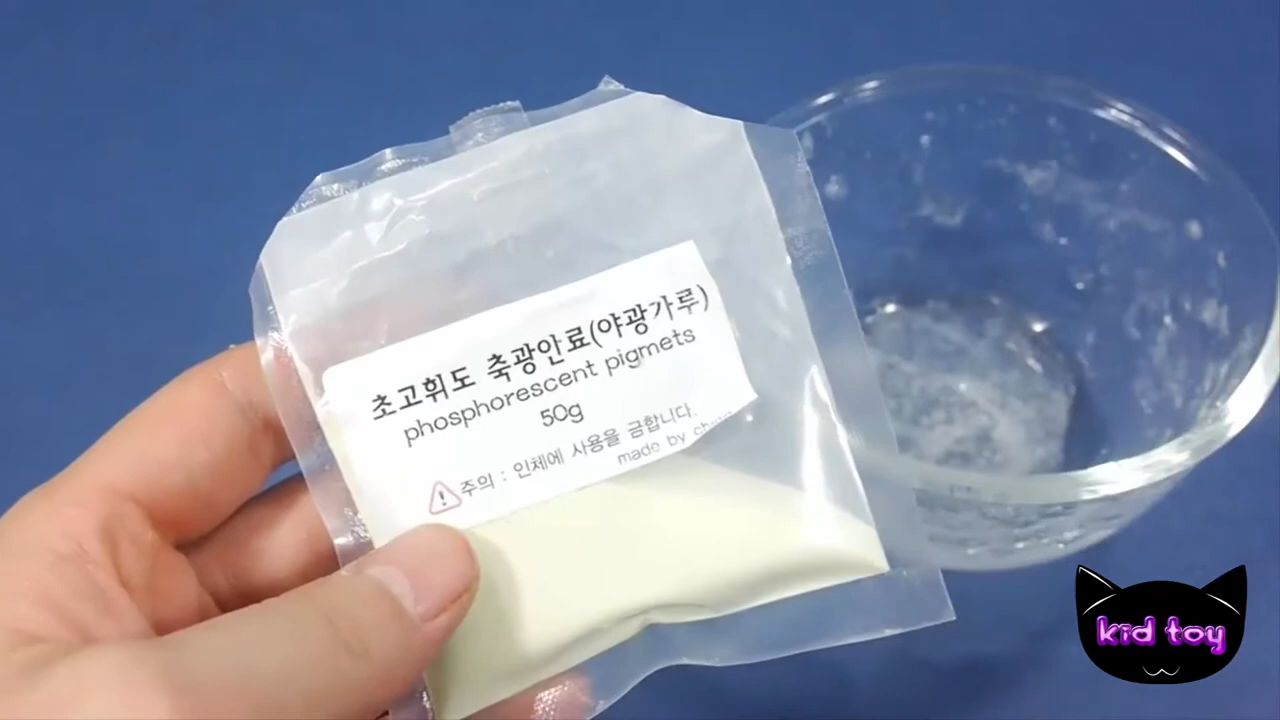 초고휘도 축광안료(야광가루)
phosphorescent pigmets
50g
주의 : 인체에 사용을 금합니다.
made by
kid toy